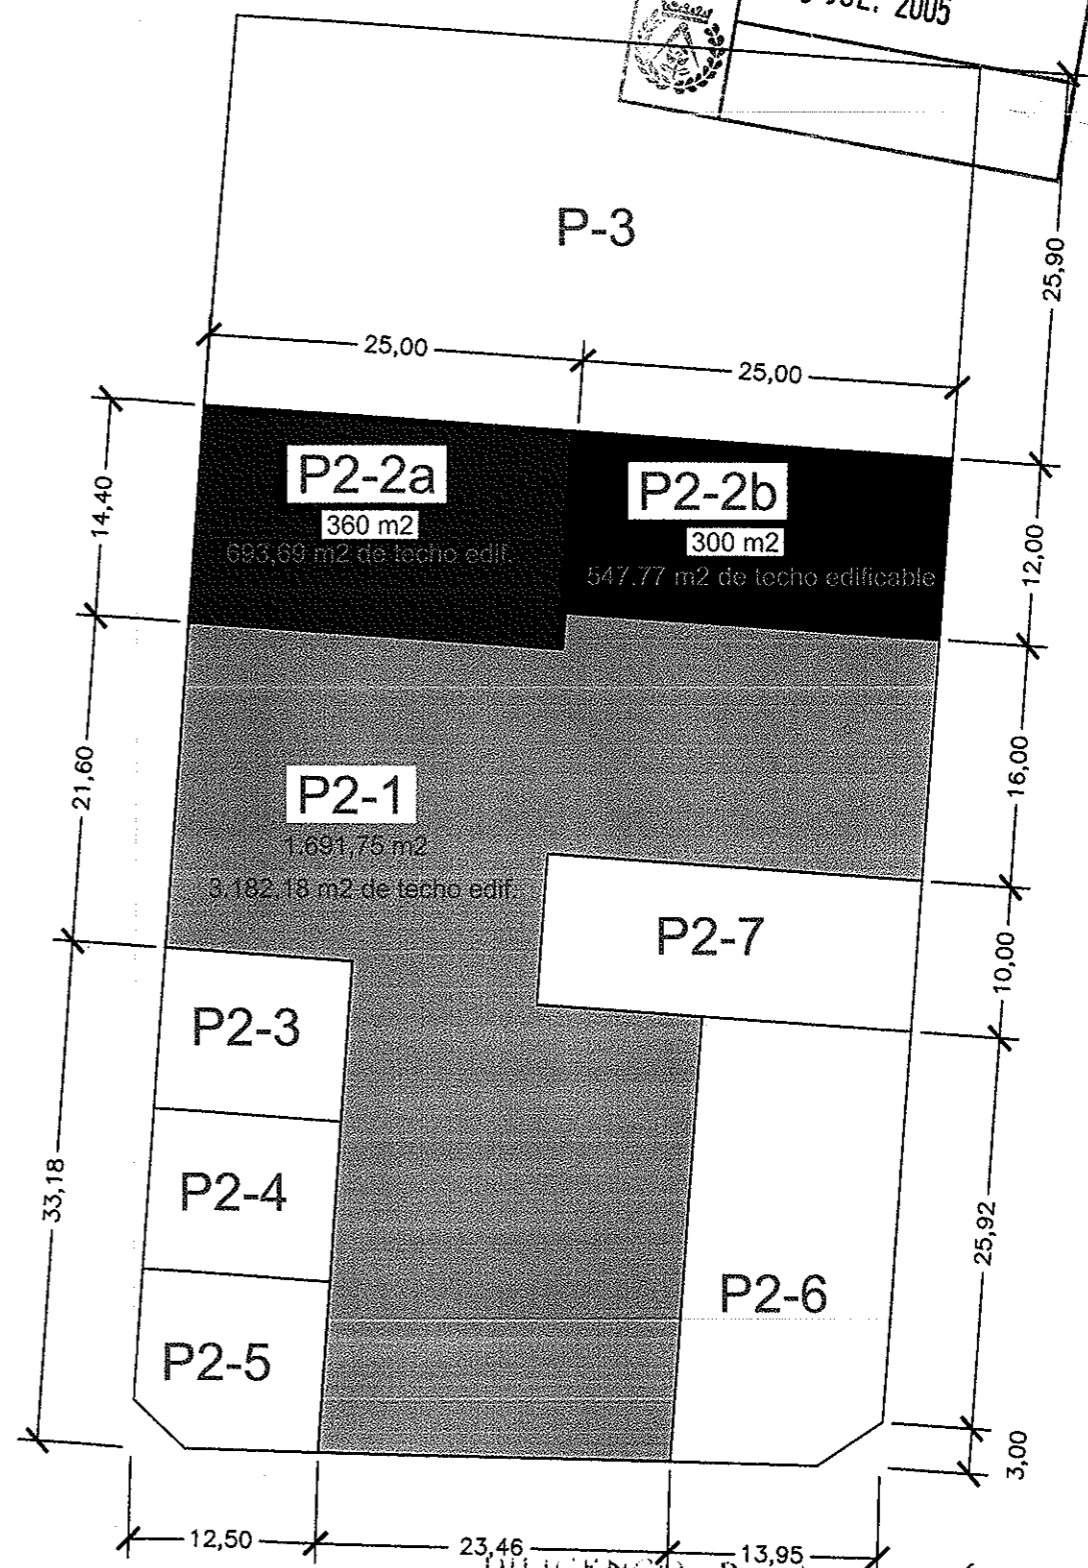 JUL. 2005
P-3
25,90
25,00
25,00
P2-2a
360 m2
693,69 m2 de techo edif.
P2-2b
300 m2
547.77 m2 de techo edificable
14,40
12,00
21,60
16,00
P2-1
1.691,75 m2
3.182,18 m2 de techo edif.
P2-7
10,00
P2-3
P2-4
P2-5
33,18
25,92
P2-6
3,00
12,50
23,46
13,95